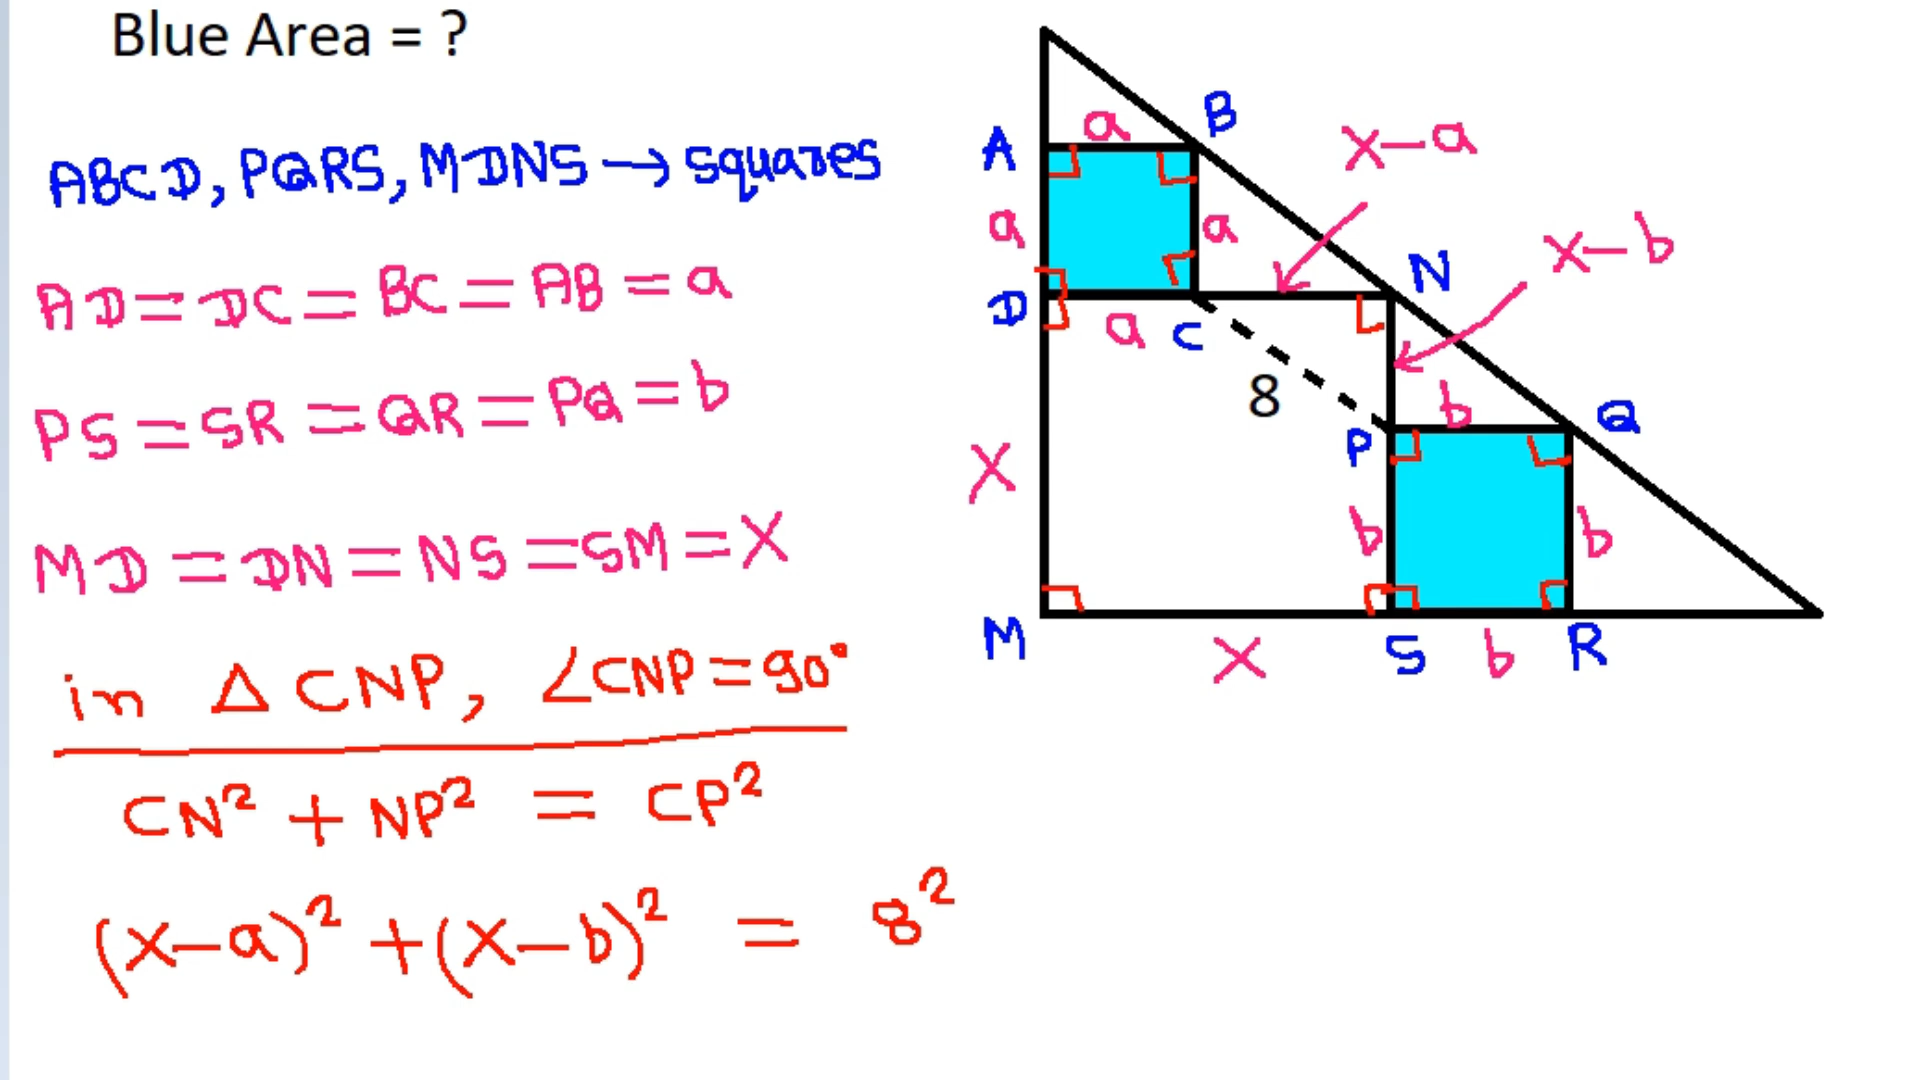 Blue Area = ?
ABCD, PQRS, MDNS → squares
AD = DC = BC = AB = a
PS = SR = QR = PQ = b
MD = DN = NS = SM = X
in Δ CNP, ∠CNP = 90°
CN² + NP² = CP²
(x-a)² + (x-b)² = 8²
A
a
B
x-a
a
a
N
x-b
D
a
C
8
b
Q
P
X
b
b
M
X
S
b
R